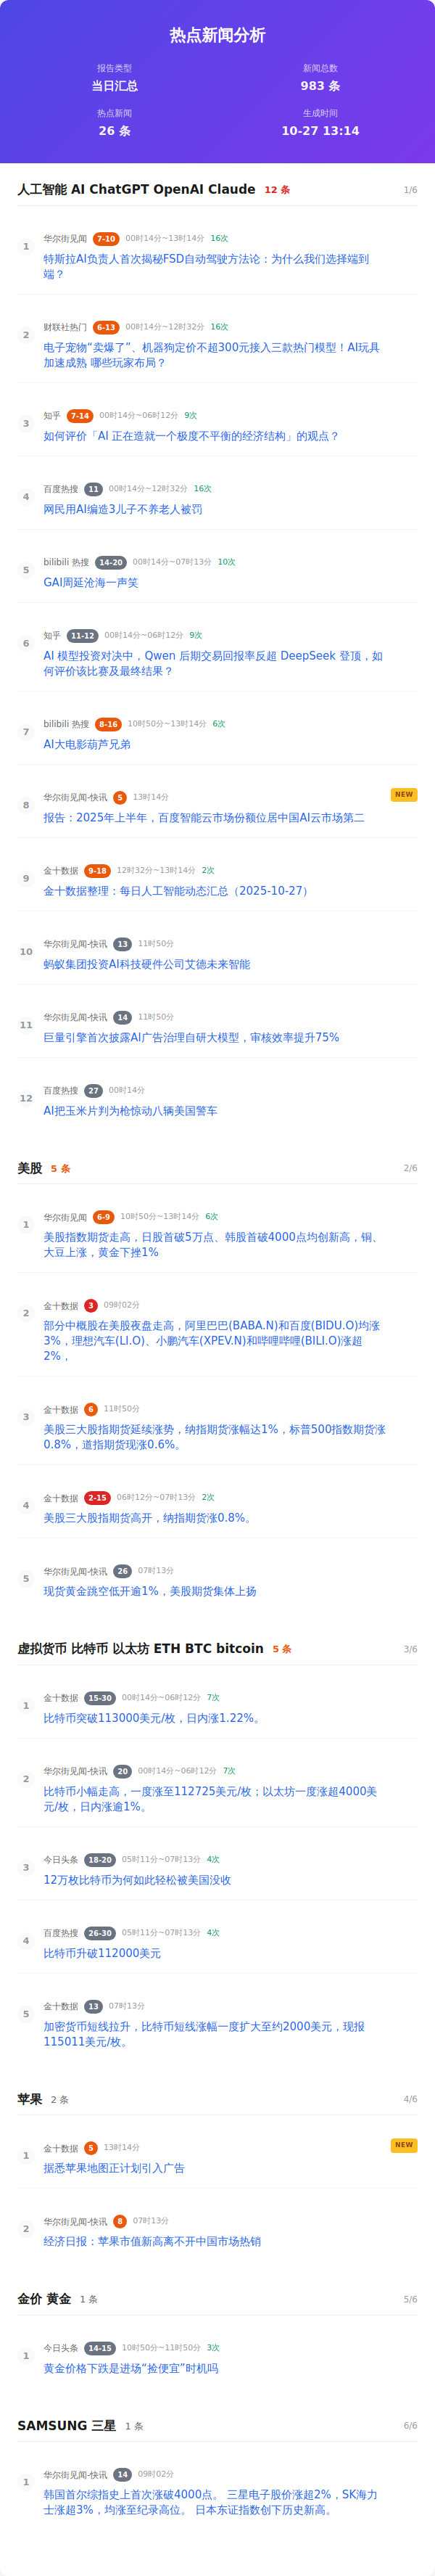 热点新闻分析
报告类型
当日汇总
新闻总数
983 条
热点新闻
26 条
生成时间
10-27 13:14
人工智能 AI ChatGPT OpenAI Claude 12 条 1/6
1
华尔街见闻 7-10 00时14分~13时14分 16次
特斯拉AI负责人首次揭秘FSD自动驾驶方法论：为什么我们选择端到
端？
2
财联社热门 6-13 00时14分~12时32分 16次
电子宠物“卖爆了”、机器狗定价不超300元接入三款热门模型！AI玩具
加速成熟 哪些玩家布局？
3
知乎 7-14 00时14分~06时12分 9次
如何评价「AI 正在造就一个极度不平衡的经济结构」的观点？
4
百度热搜 11 00时14分~12时32分 16次
网民用AI编造3儿子不养老人被罚
5
bilibili 热搜 14-20 00时14分~07时13分 10次
GAI周延沧海一声笑
6
知乎 11-12 00时14分~06时12分 9次
AI 模型投资对决中，Qwen 后期交易回报率反超 DeepSeek 登顶，如
何评价该比赛及最终结果？
7
bilibili 热搜 8-16 10时50分~13时14分 6次
AI大电影葫芦兄弟
8
华尔街见闻-快讯 5 13时14分 NEW
报告：2025年上半年，百度智能云市场份额位居中国AI云市场第二
9
金十数据 9-18 12时32分~13时14分 2次
金十数据整理：每日人工智能动态汇总（2025-10-27）
10
华尔街见闻-快讯 13 11时50分
蚂蚁集团投资AI科技硬件公司艾德未来智能
11
华尔街见闻-快讯 14 11时50分
巨量引擎首次披露AI广告治理自研大模型，审核效率提升75%
12
百度热搜 27 00时14分
AI把玉米片判为枪惊动八辆美国警车
美股 5 条 2/6
1
华尔街见闻 6-9 10时50分~13时14分 6次
美股指数期货走高，日股首破5万点、韩股首破4000点均创新高，铜、
大豆上涨，黄金下挫1%
2
金十数据 3 09时02分
部分中概股在美股夜盘走高，阿里巴巴(BABA.N)和百度(BIDU.O)均涨
3%，理想汽车(LI.O)、小鹏汽车(XPEV.N)和哔哩哔哩(BILI.O)涨超
2%，
3
金十数据 6 11时50分
美股三大股指期货延续涨势，纳指期货涨幅达1%，标普500指数期货涨
0.8%，道指期货现涨0.6%。
4
金十数据 2-15 06时12分~07时13分 2次
美股三大股指期货高开，纳指期货涨0.8%。
5
华尔街见闻-快讯 26 07时13分
现货黄金跳空低开逾1%，美股期货集体上扬
虚拟货币 比特币 以太坊 ETH BTC bitcoin 5 条 3/6
1
金十数据 15-30 00时14分~06时12分 7次
比特币突破113000美元/枚，日内涨1.22%。
2
华尔街见闻-快讯 20 00时14分~06时12分 7次
比特币小幅走高，一度涨至112725美元/枚；以太坊一度涨超4000美
元/枚，日内涨逾1%。
3
今日头条 18-20 05时11分~07时13分 4次
12万枚比特币为何如此轻松被美国没收
4
百度热搜 26-30 05时11分~07时13分 4次
比特币升破112000美元
5
金十数据 13 07时13分
加密货币短线拉升，比特币短线涨幅一度扩大至约2000美元，现报
115011美元/枚。
苹果 2 条 4/6
1
金十数据 5 13时14分 NEW
据悉苹果地图正计划引入广告
2
华尔街见闻-快讯 8 07时13分
经济日报：苹果市值新高离不开中国市场热销
金价 黄金 1 条 5/6
1
今日头条 14-15 10时50分~11时50分 3次
黄金价格下跌是进场“捡便宜”时机吗
SAMSUNG 三星 1 条 6/6
1
华尔街见闻-快讯 14 09时02分
韩国首尔综指史上首次涨破4000点。 三星电子股价涨超2%，SK海力
士涨超3%，均涨至纪录高位。 日本东证指数创下历史新高。